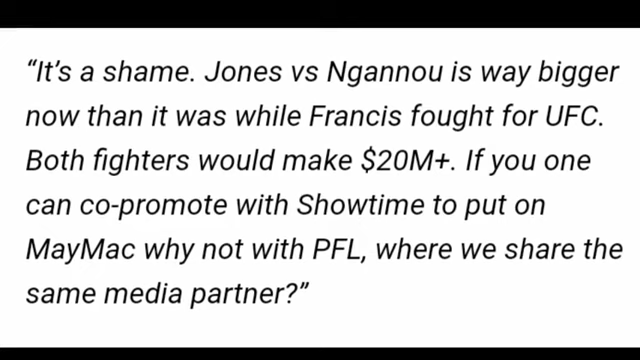 “It’s a shame. Jones vs Ngannou is way bigger
now than it was while Francis fought for UFC.
Both fighters would make $20M+. If you one
can co-promote with Showtime to put on
MayMac why not with PFL, where we share the
same media partner?”